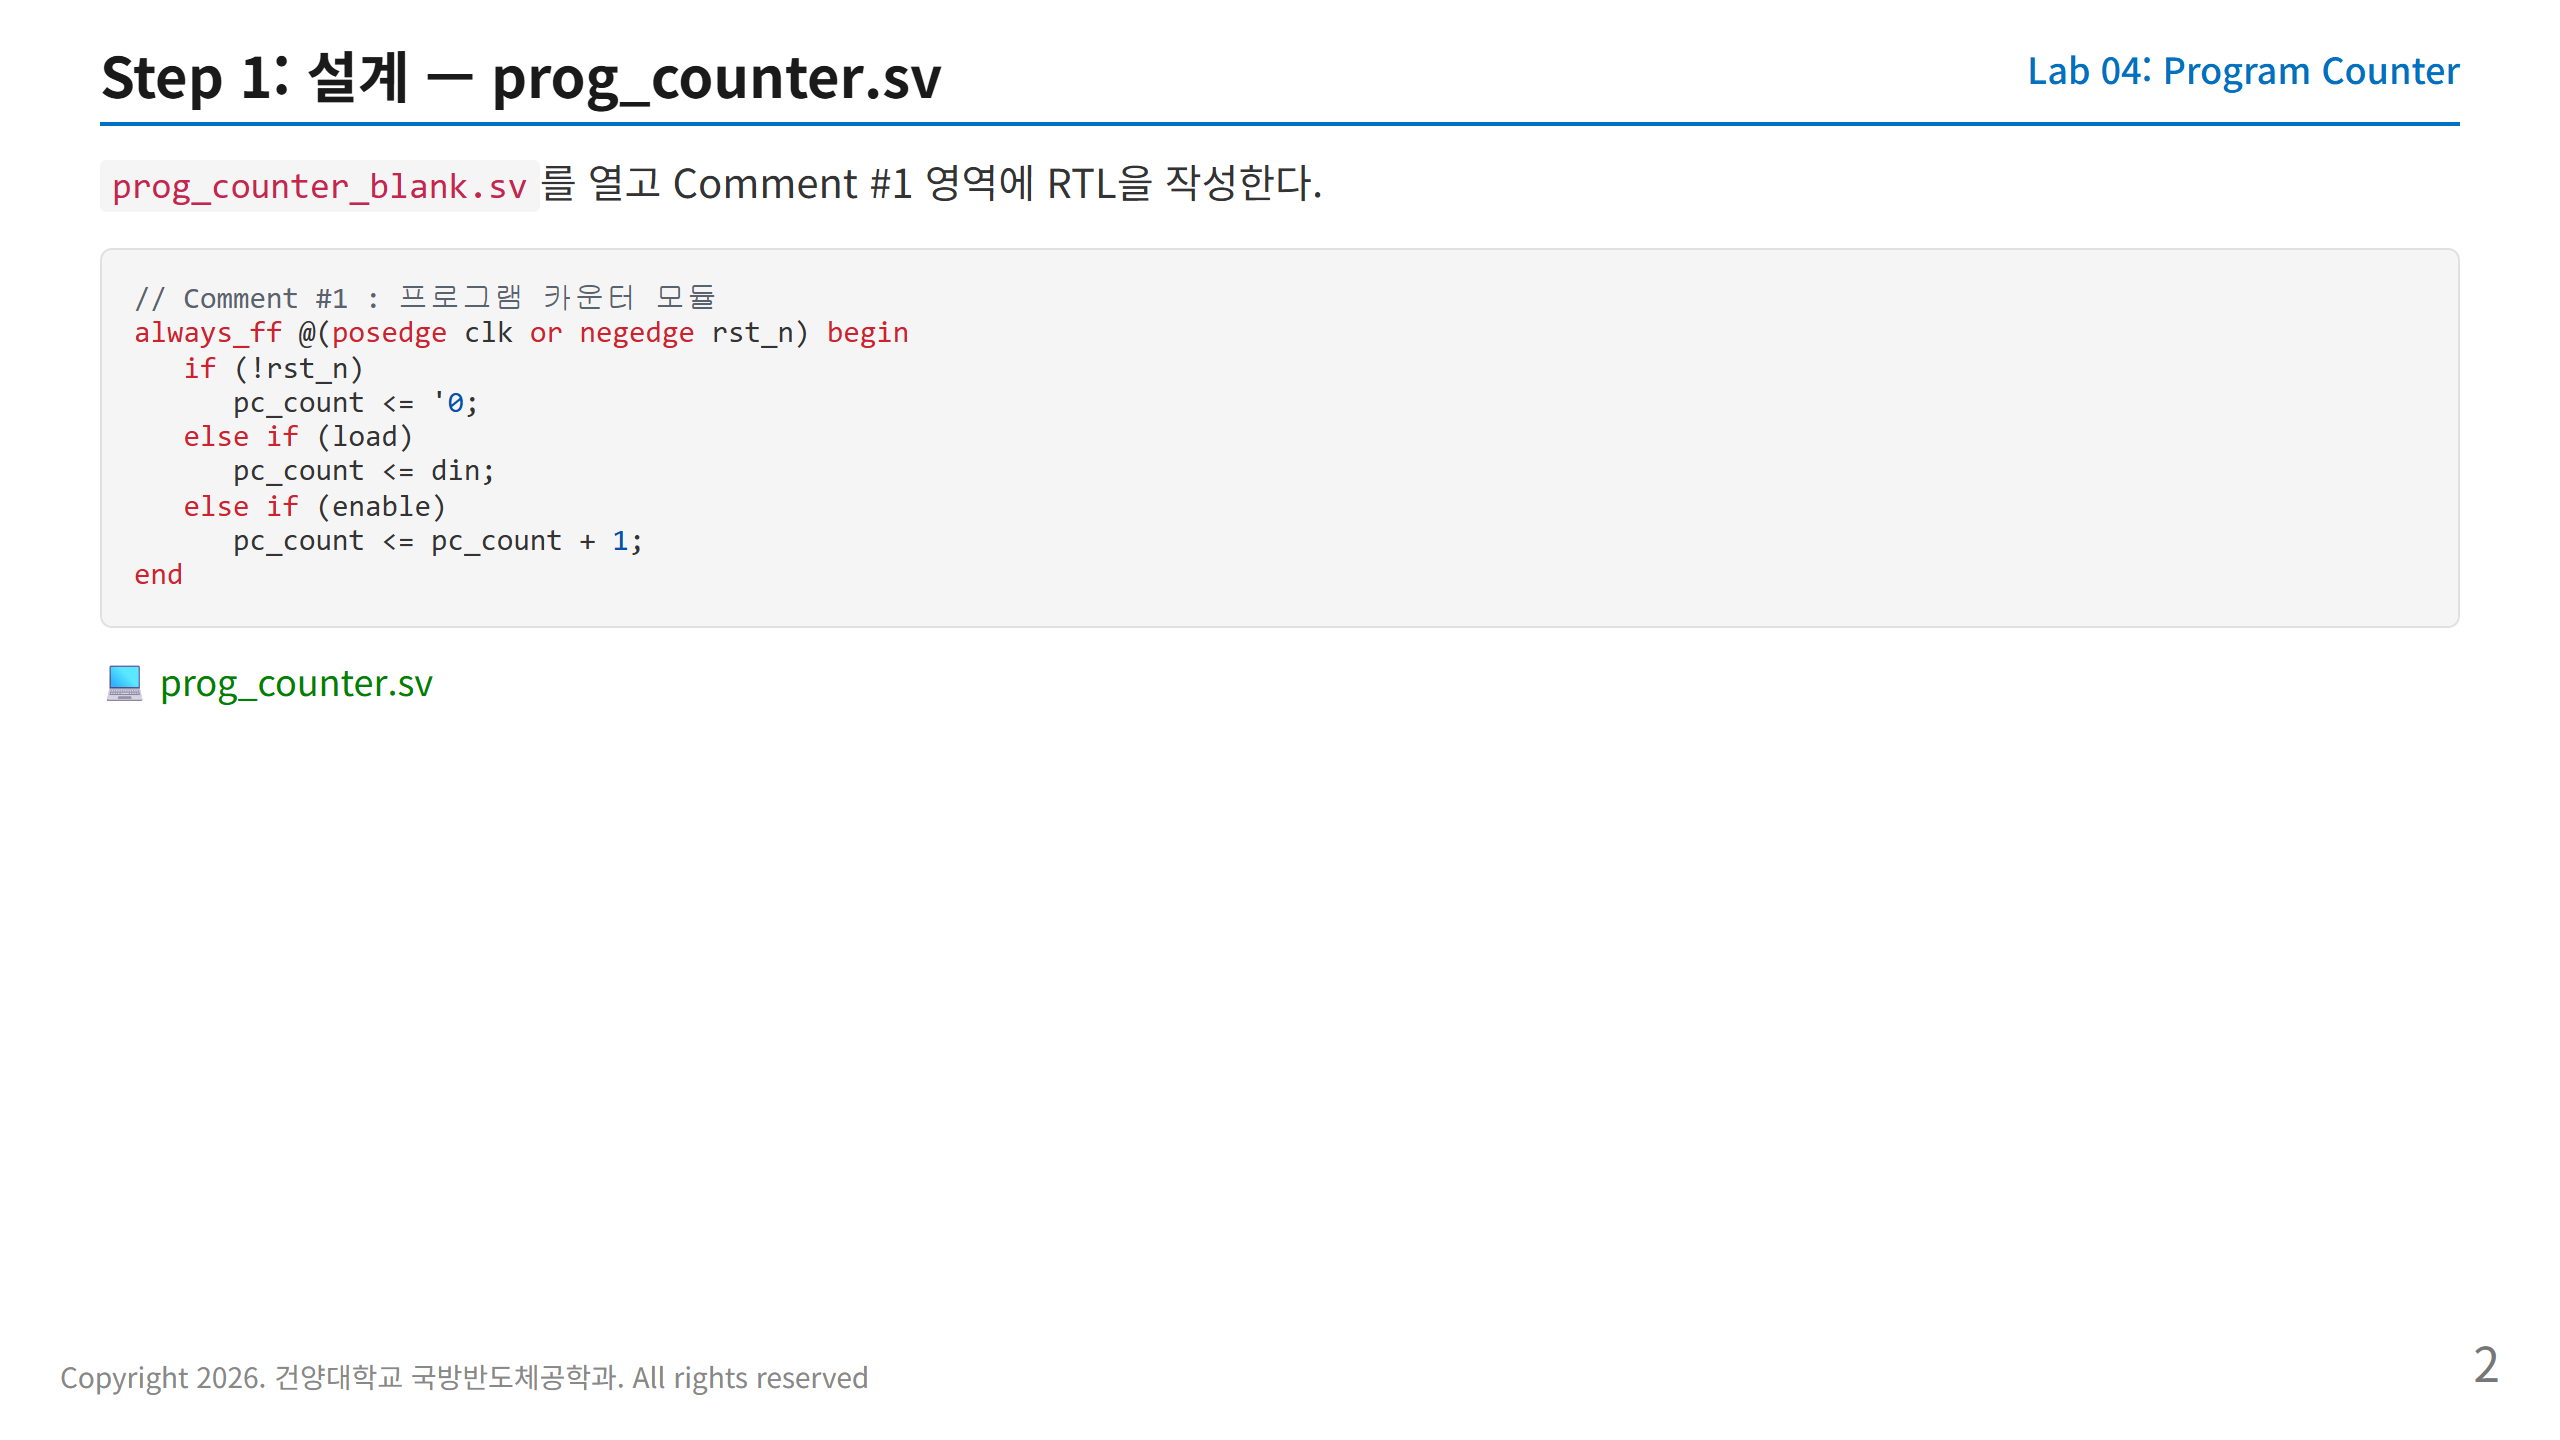 Step 1: 설계 — prog_counter.sv
Lab 04: Program Counter
prog_counter_blank.sv를 열고 Comment #1 영역에 RTL을 작성한다.
// Comment #1 : 프로그램 카운터 모듈
always_ff @(posedge clk or negedge rst_n) begin
   if (!rst_n)
      pc_count <= '0;
   else if (load)
      pc_count <= din;
   else if (enable)
      pc_count <= pc_count + 1;
end
💻 prog_counter.sv
Copyright 2026. 건양대학교 국방반도체공학과. All rights reserved
2